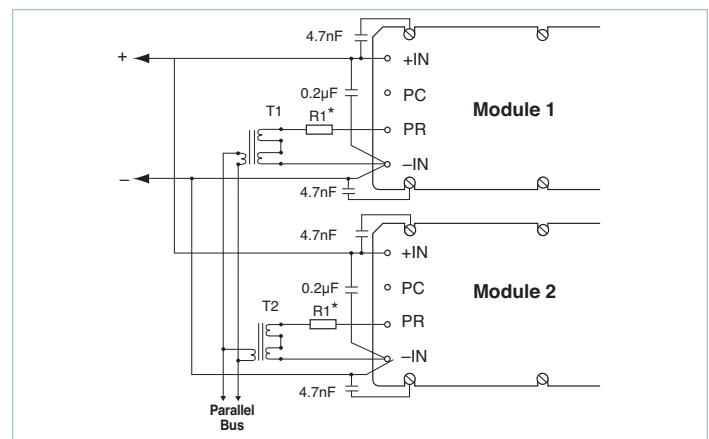 4.7nF
+
+IN
0.2µF
PC
Module 1
T1
R1*
PR
–IN
–
4.7nF
4.7nF
+IN
0.2µF
PC
Module 2
T2
R1*
PR
–IN
4.7nF
Parallel
Bus